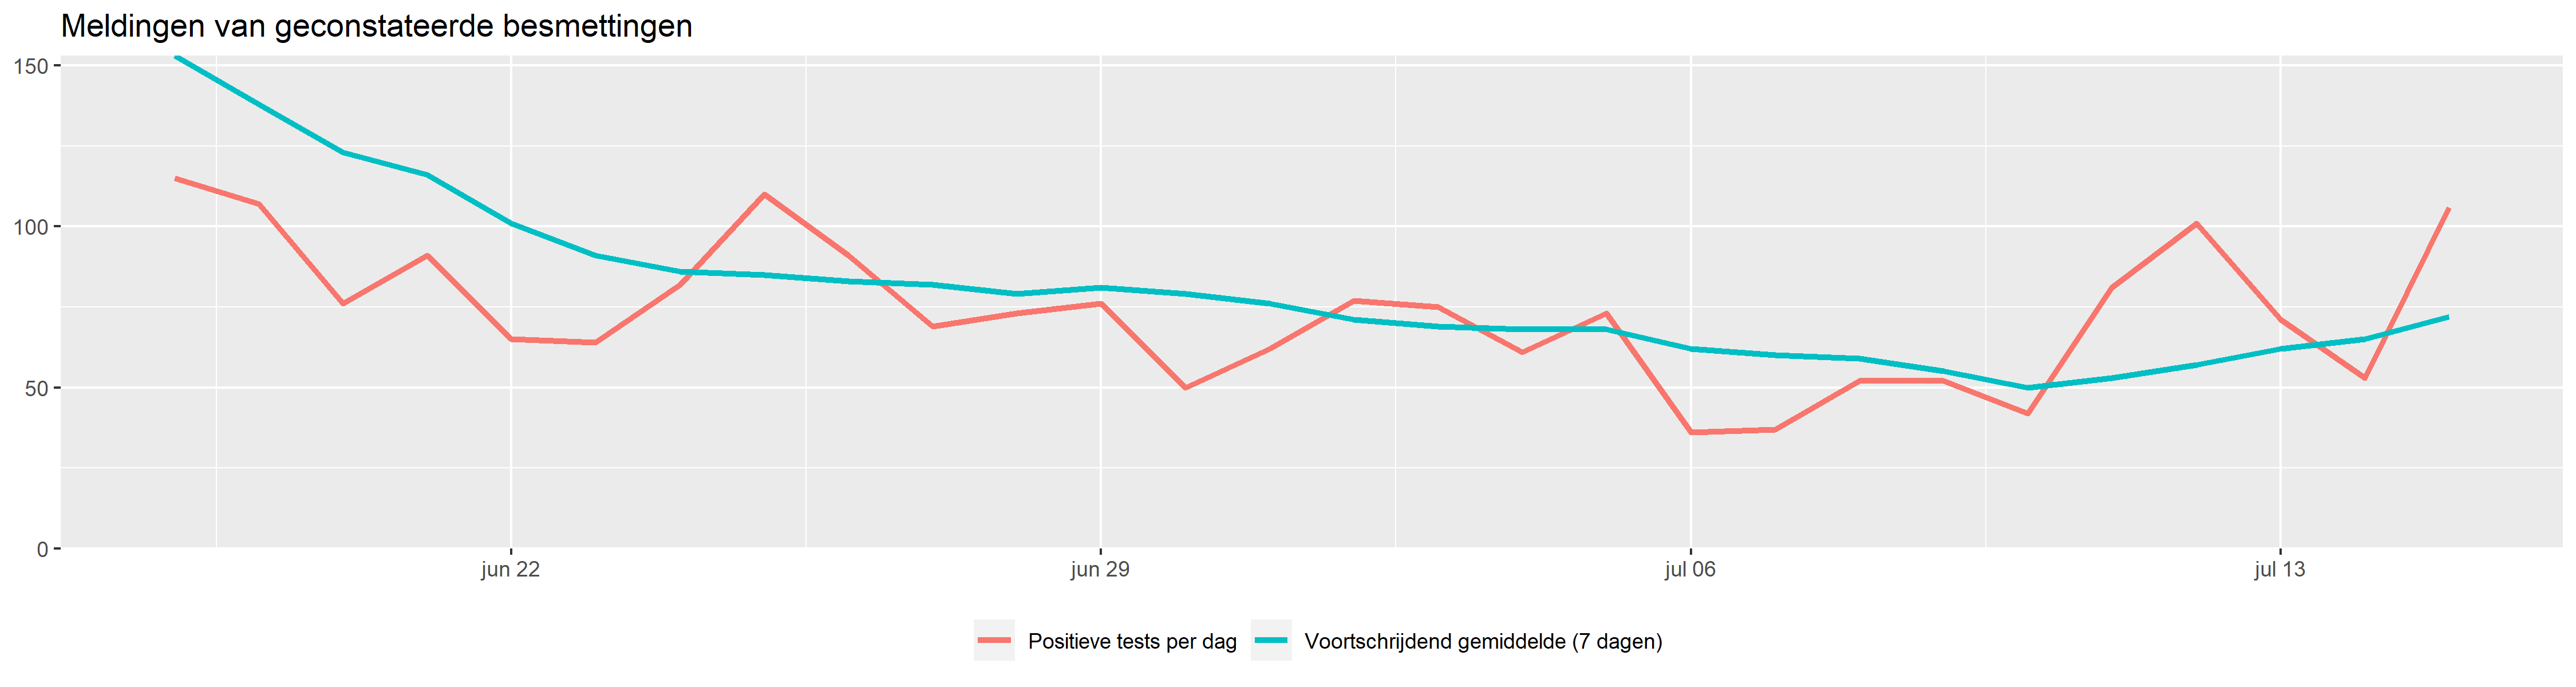 Meldingen van geconstateerde besmettingen
150
100
50
0
jun 22 jun 29 jul 06 jul 13
Positieve tests per dag Voortschrijdend gemiddelde (7 dagen)